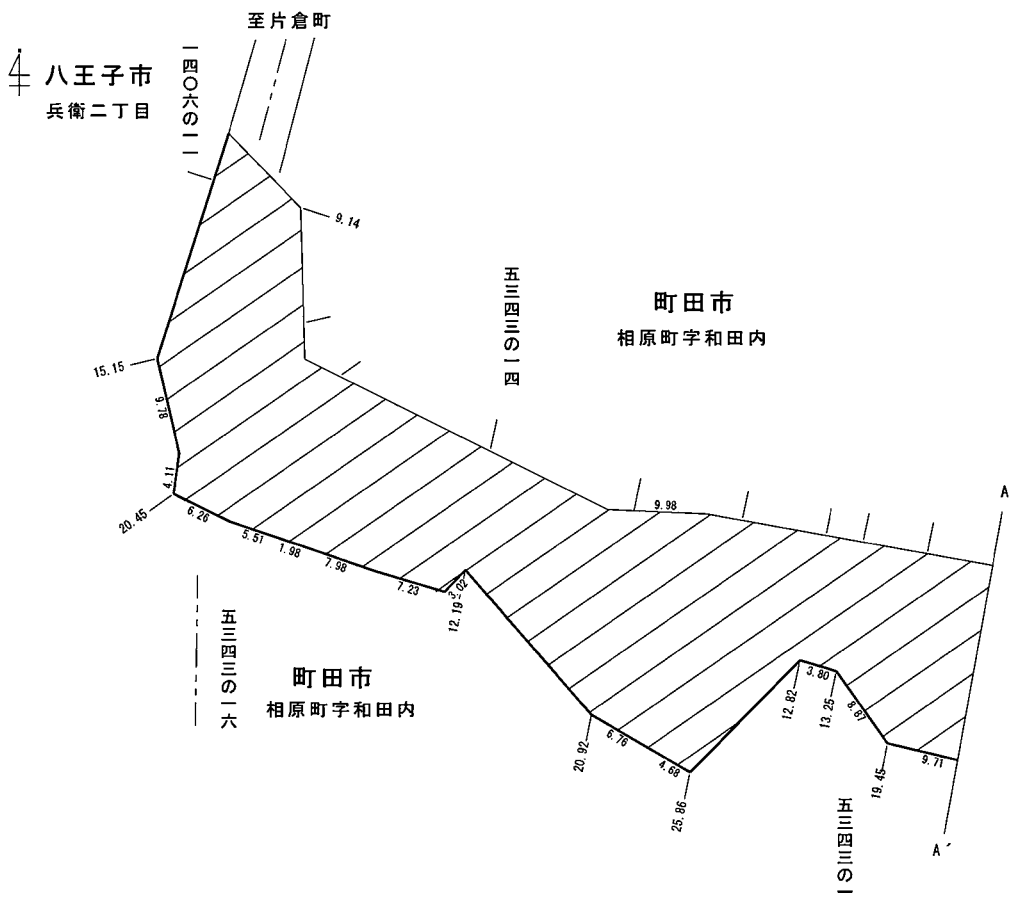 至片倉町
八王子市
兵衛二丁目
一四〇六の一一
9.14
五三四三の一四
町田市
相原町字和田内
15.15
9.78
4.11
20.45
6.26
5.51
1.98
7.98
7.23
3.02
12.19
9.98
A
五三四三の一六
町田市
相原町字和田内
20.92
6.76
4.68
25.86
12.82
3.80
13.25
8.87
19.45
9.71
五三四三の一
A´